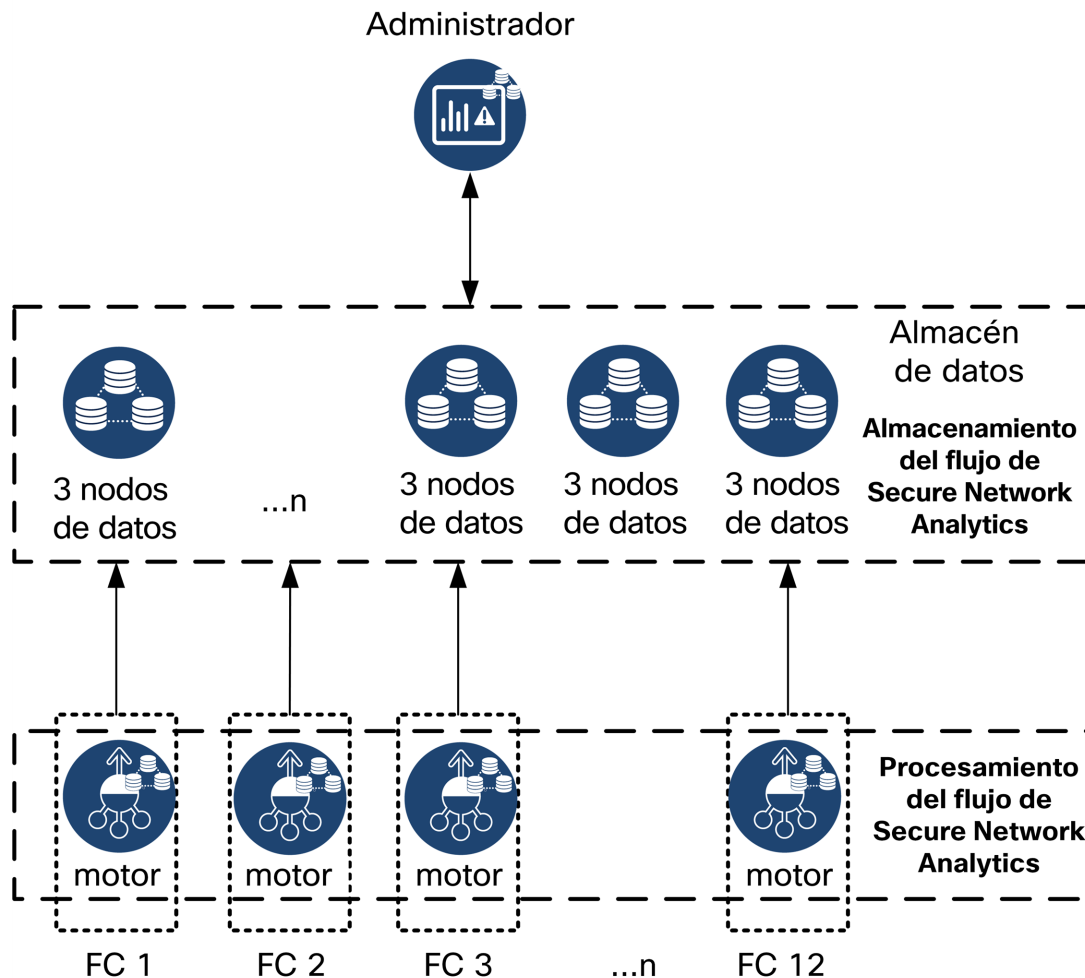 Administrador
Almacén
de datos
Almacenamiento
del flujo de
Secure Network
Analytics
3 nodos
de datos
...n
3 nodos
de datos
3 nodos
de datos
3 nodos
de datos
Procesamiento
del flujo de
Secure Network
Analytics
motor
motor
motor
motor
FC 1
FC 2
FC 3
...n
FC 12